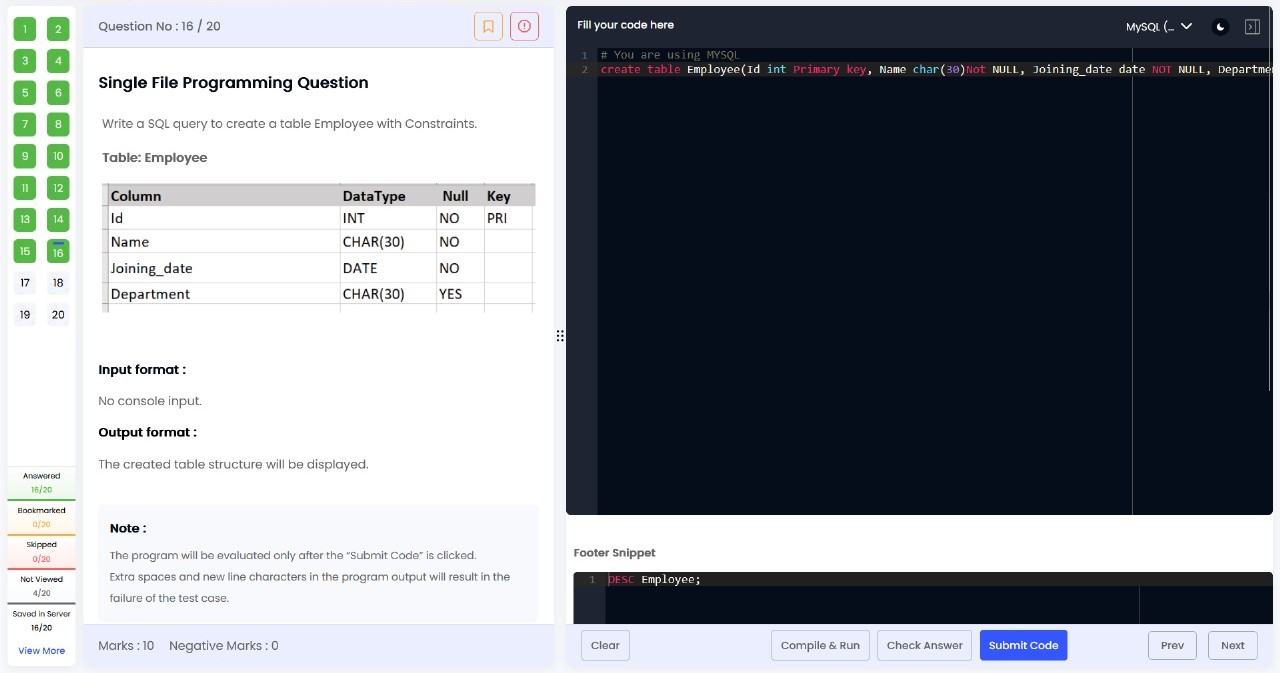 1 2
3 4
5 6
7 8
9 10
11 12
13 14
15 16
17 18
19 20
Answered
16/20
Bookmarked
0/20
Skipped
0/20
Not Viewed
4/20
Saved in Server
16/20
View More
Question No : 16 / 20
Single File Programming Question
Write a SQL query to create a table Employee with Constraints.
Table: Employee
Column DataType Null Key
Id INT NO PRI
Name CHAR(30) NO
Joining_date DATE NO
Department CHAR(30) YES
Input format :
No console input.
Output format :
The created table structure will be displayed.
Note :
The program will be evaluated only after the “Submit Code” is clicked.
Extra spaces and new line characters in the program output will result in the
failure of the test case.
Marks : 10 Negative Marks : 0
Fill your code here
MySQL (...
1 # You are using MYSQL
2 create table Employee(Id int Primary key, Name char(30)Not NULL, Joining_date date NOT NULL, Departme
Footer Snippet
1 DESC Employee;
Clear Compile & Run Check Answer Submit Code Prev Next